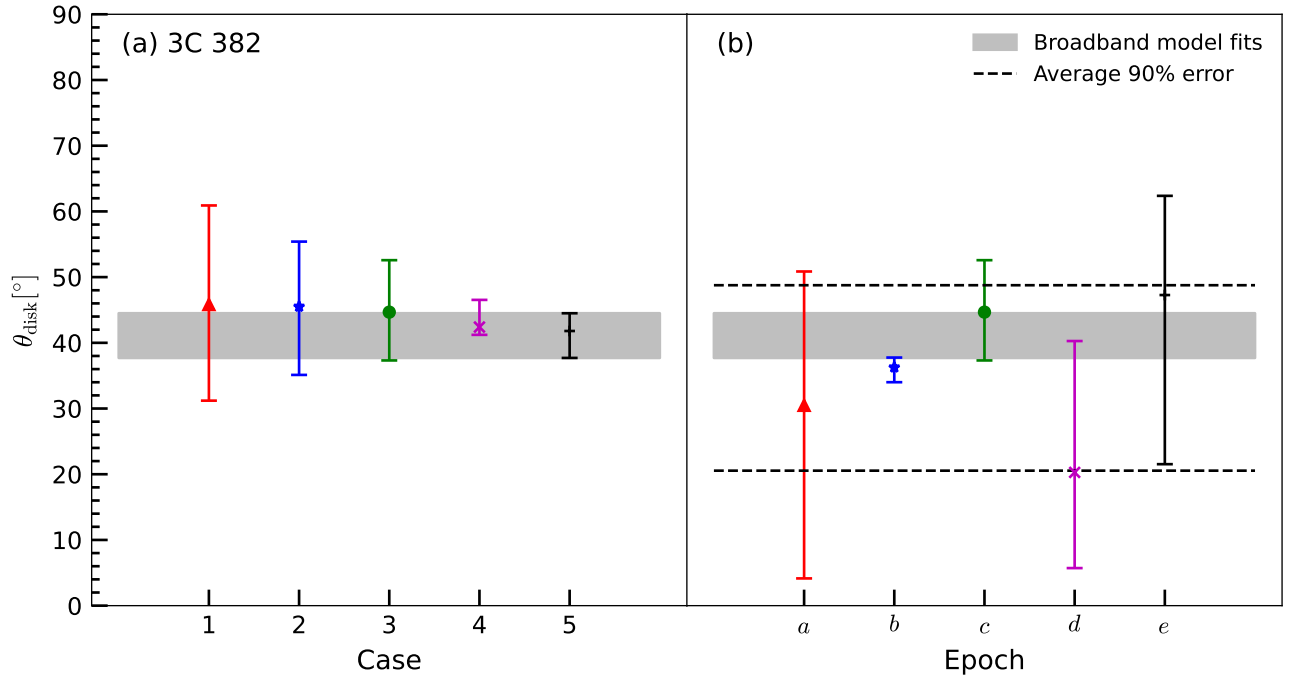 (a) 3C 382
(b)
Broadband model fits
Average 90% error
90
80
70
60
50
40
30
20
10
0
θdisk[°]
1 2 3 4 5
a b c d e
Case
Epoch